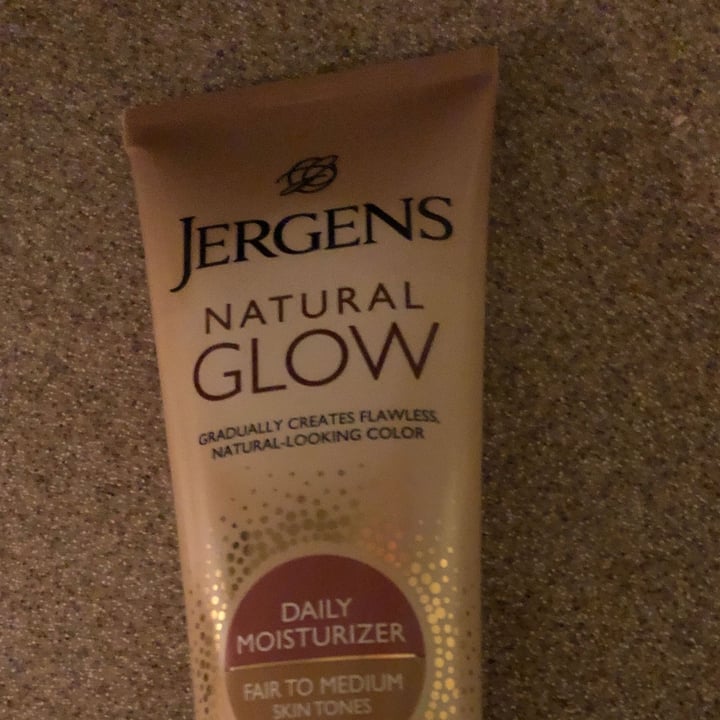 JERGENS
NATURAL
GLOW
GRADUALLY CREATES FLAWLESS,
NATURAL-LOOKING COLOR
DAILY
MOISTURIZER
FAIR TO MEDIUM
SKIN TONES